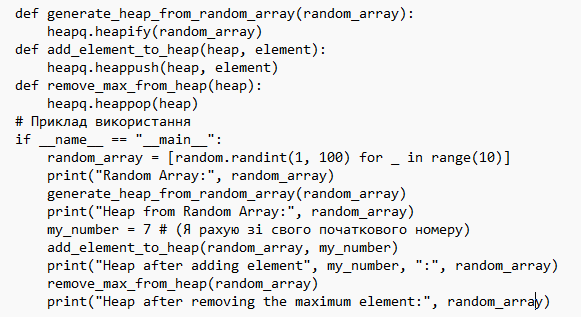 def generate_heap_from_random_array(random_array):
    heapq.heapify(random_array)
def add_element_to_heap(heap, element):
    heapq.heappush(heap, element)
def remove_max_from_heap(heap):
    heapq.heappop(heap)
# Приклад використання
if __name__ == "__main__":
    random_array = [random.randint(1, 100) for _ in range(10)]
    print("Random Array:", random_array)
    generate_heap_from_random_array(random_array)
    print("Heap from Random Array:", random_array)
    my_number = 7 # (Я рахую зі свого початкового номеру)
    add_element_to_heap(random_array, my_number)
    print("Heap after adding element", my_number, ":", random_array)
    remove_max_from_heap(random_array)
    print("Heap after removing the maximum element:", random_array)